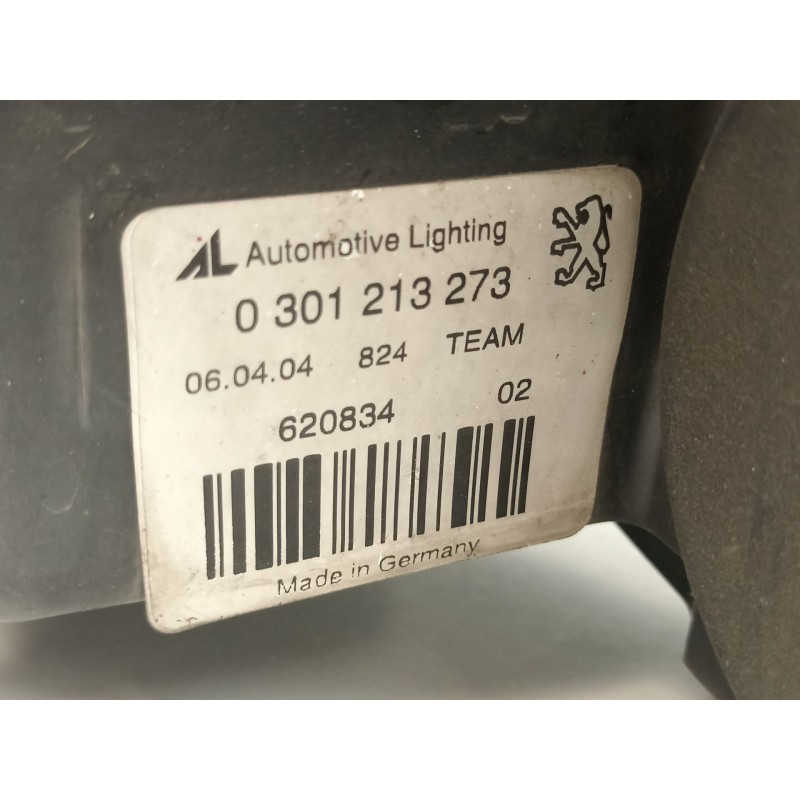 AL Automotive Lighting
0 301 213 273
06.04.04 824 TEAM
620834 02
Made in Germany